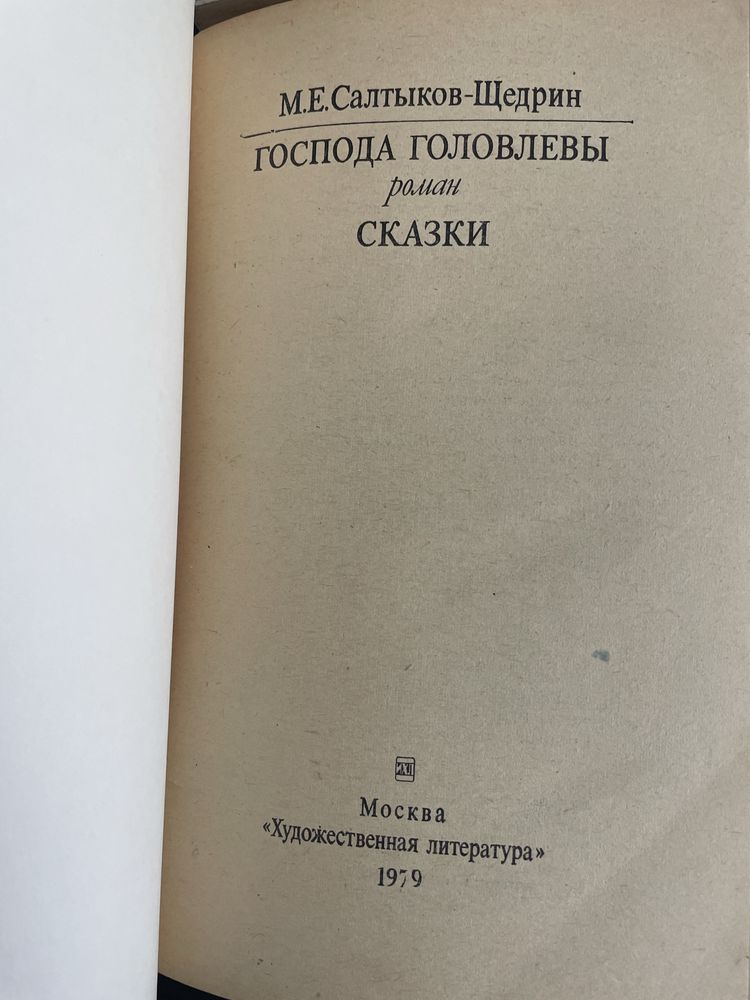 М.Е.Салтыков-Щедрин
ГОСПОДА ГОЛОВЛЕВЫ
роман
СКАЗКИ
Москва
«Художественная литература»
1979